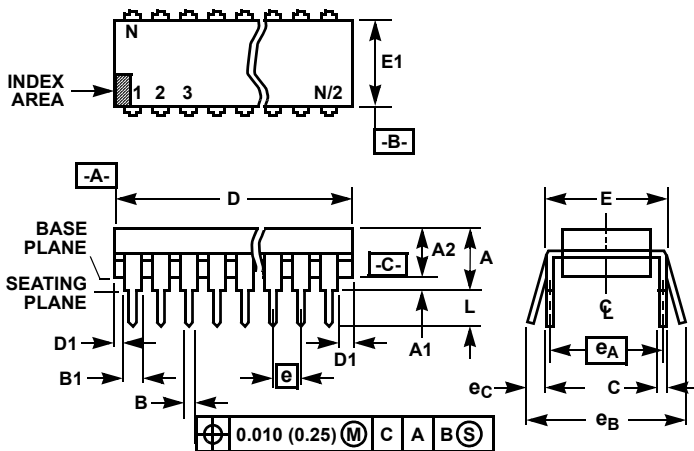 N
E1
INDEX
AREA
1 2 3 N/2
-B-
-A-
D
E
BASE
PLANE
A2
A
-C-
SEATING
PLANE
L
C
L
D1
A1
D1
eA
B1
e
eC
C
B
eB
0.010 (0.25) M C A B S